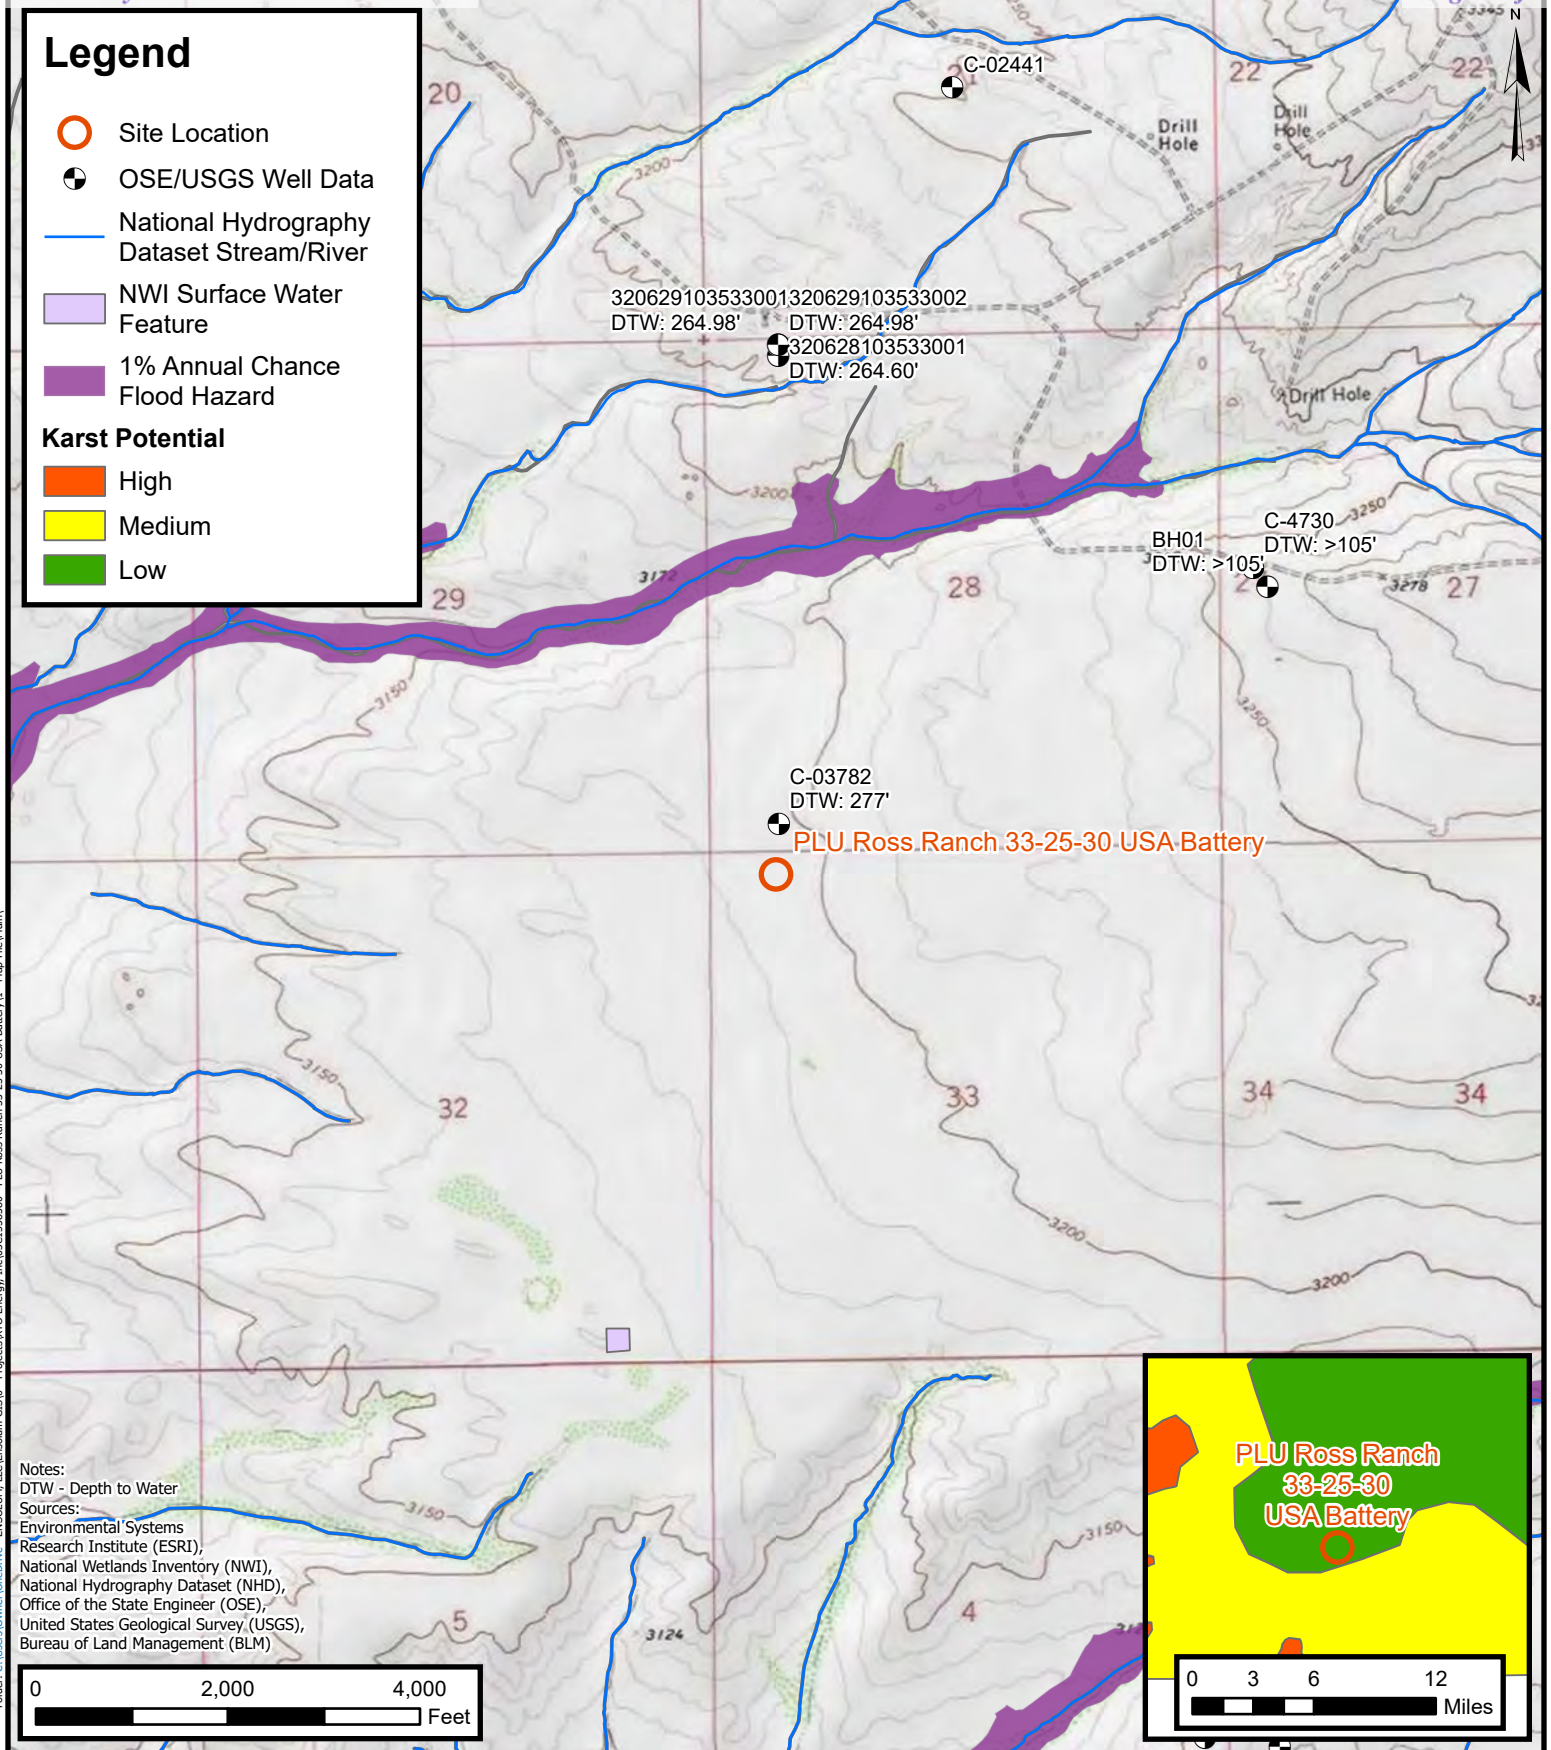 Legend
Site Location
OSE/USGS Well Data
National Hydrography
Dataset Stream/River
NWI Surface Water
Feature
1% Annual Chance
Flood Hazard
Karst Potential
High
Medium
Low
N
3345
20
C-02441
21
22
22
Drill
Hole
Drill
Hole
3200
320629103533001
DTW: 264.98'
320629103533002
DTW: 264.98'
320628103533001
DTW: 264.60'
Drill Hole
3200
3250
C-4730
DTW: >105'
BH01
DTW: >105'
3172
29
28
3278
27
3150
3250
C-03782
DTW: 277'
PLU Ross Ranch 33-25-30 USA Battery
3150
32
33
34
34
3200
3200
3150
3150
5
4
3124
Notes:
DTW - Depth to Water
Sources:
Environmental Systems
Research Institute (ESRI),
National Wetlands Inventory (NWI),
National Hydrography Dataset (NHD),
Office of the State Engineer (OSE),
United States Geological Survey (USGS),
Bureau of Land Management (BLM)
0 2,000 4,000
Feet
PLU Ross Ranch
33-25-30
USA Battery
0 3 6 12
Miles